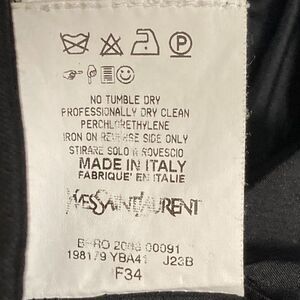 P
NO TUMBLE DRY
PROFESSIONALLY DRY CLEAN
PERCHLORETHYLENE
IRON ON REVERSE SIDE ONLY
STIRARE SOLO A ROVESCIO
MADE IN ITALY
FABRIQUE' EN ITALIE
YVES SAINT LAURENT
00091
198179 YBA41 J23B
F34